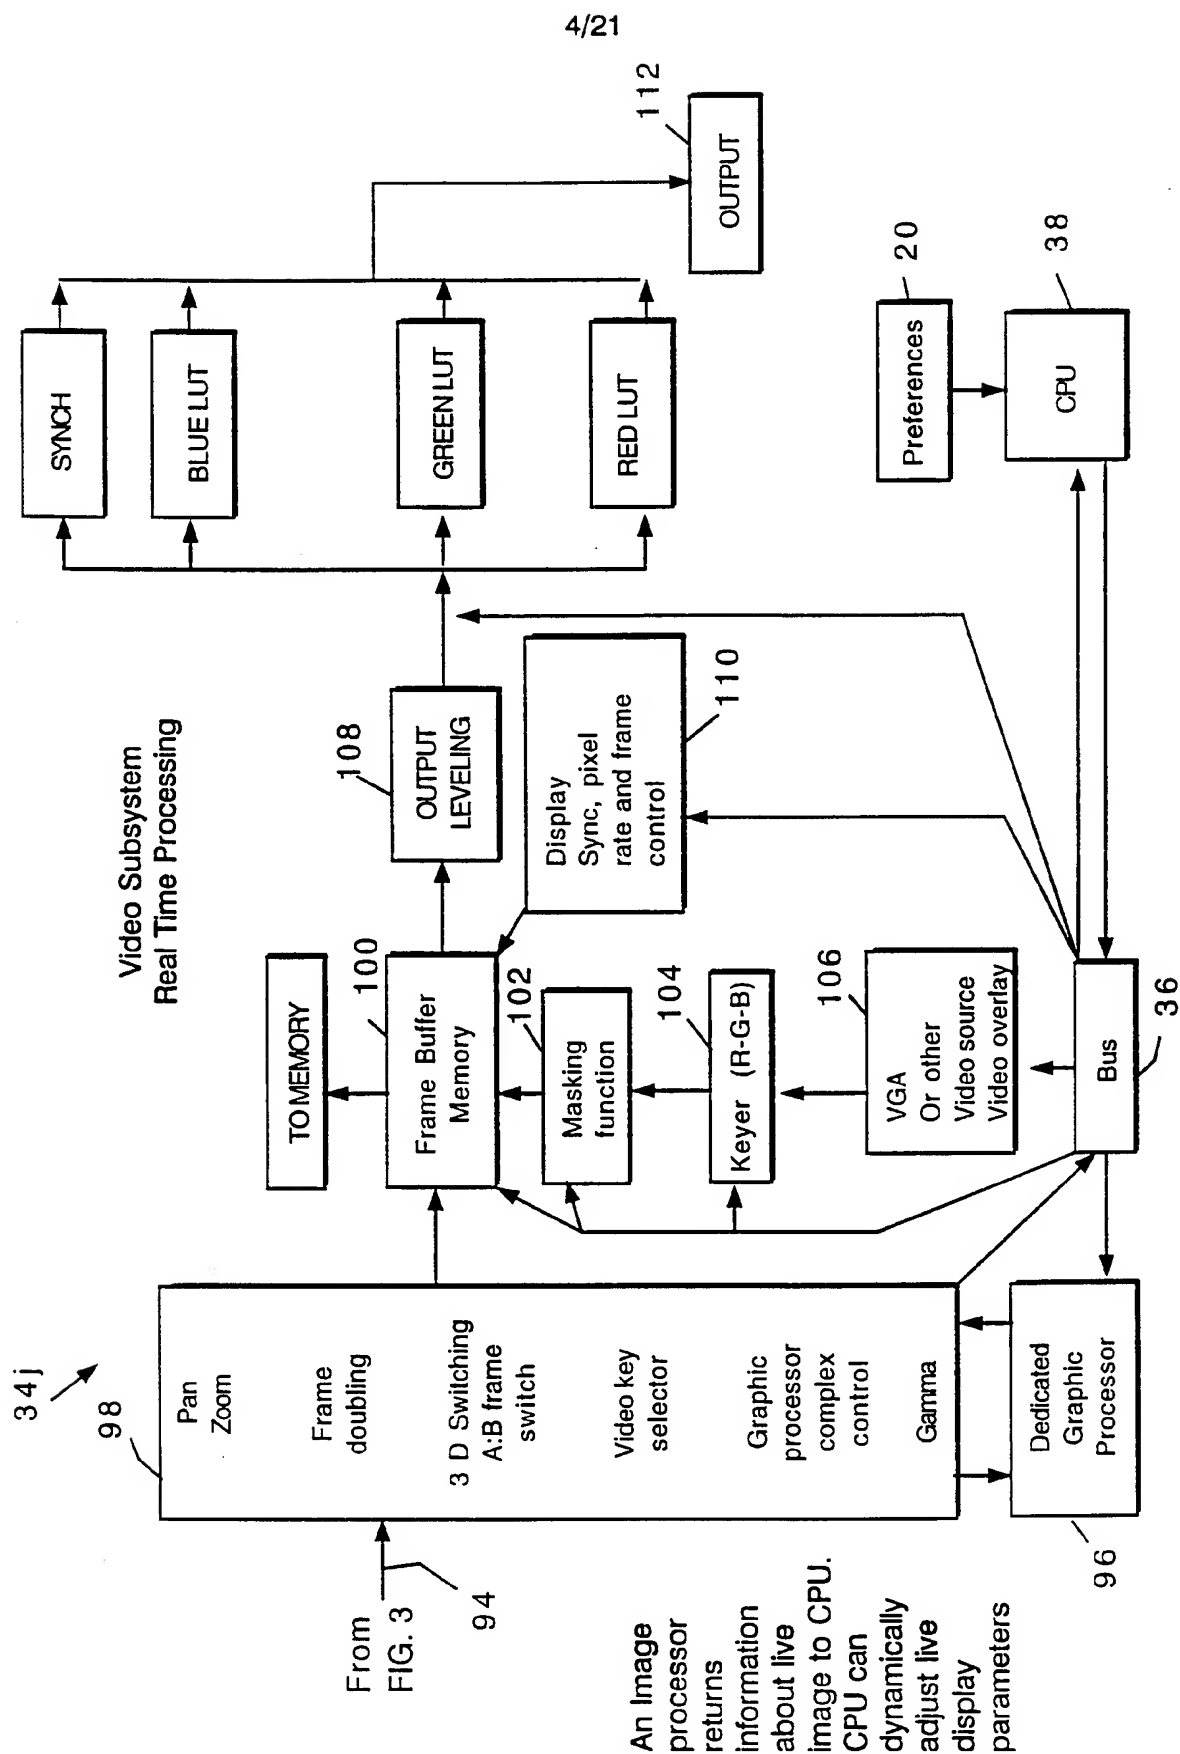 4/21
Video Subsystem
Real Time Processing
34j
98
Pan
Zoom
Frame
doubling
3 D Switching
A:B frame
switch
Video key
selector
Graphic
processor
complex
control
Gamma
From
FIG. 3
94
An Image
processor
returns
information
about live
image to CPU.
CPU can
dynamically
adjust live
display
parameters
96
Dedicated
Graphic
Processor
TO MEMORY
100
Frame Buffer
Memory
102
Masking
function
104
Keyer (R-G-B)
106
VGA
Or other
Video source
Video overlay
Bus
36
108
OUTPUT
LEVELING
Display
Sync, pixel
rate and frame
control
110
SYNCH
BLUE LUT
GREEN LUT
RED LUT
OUTPUT
112
Preferences
20
CPU
38